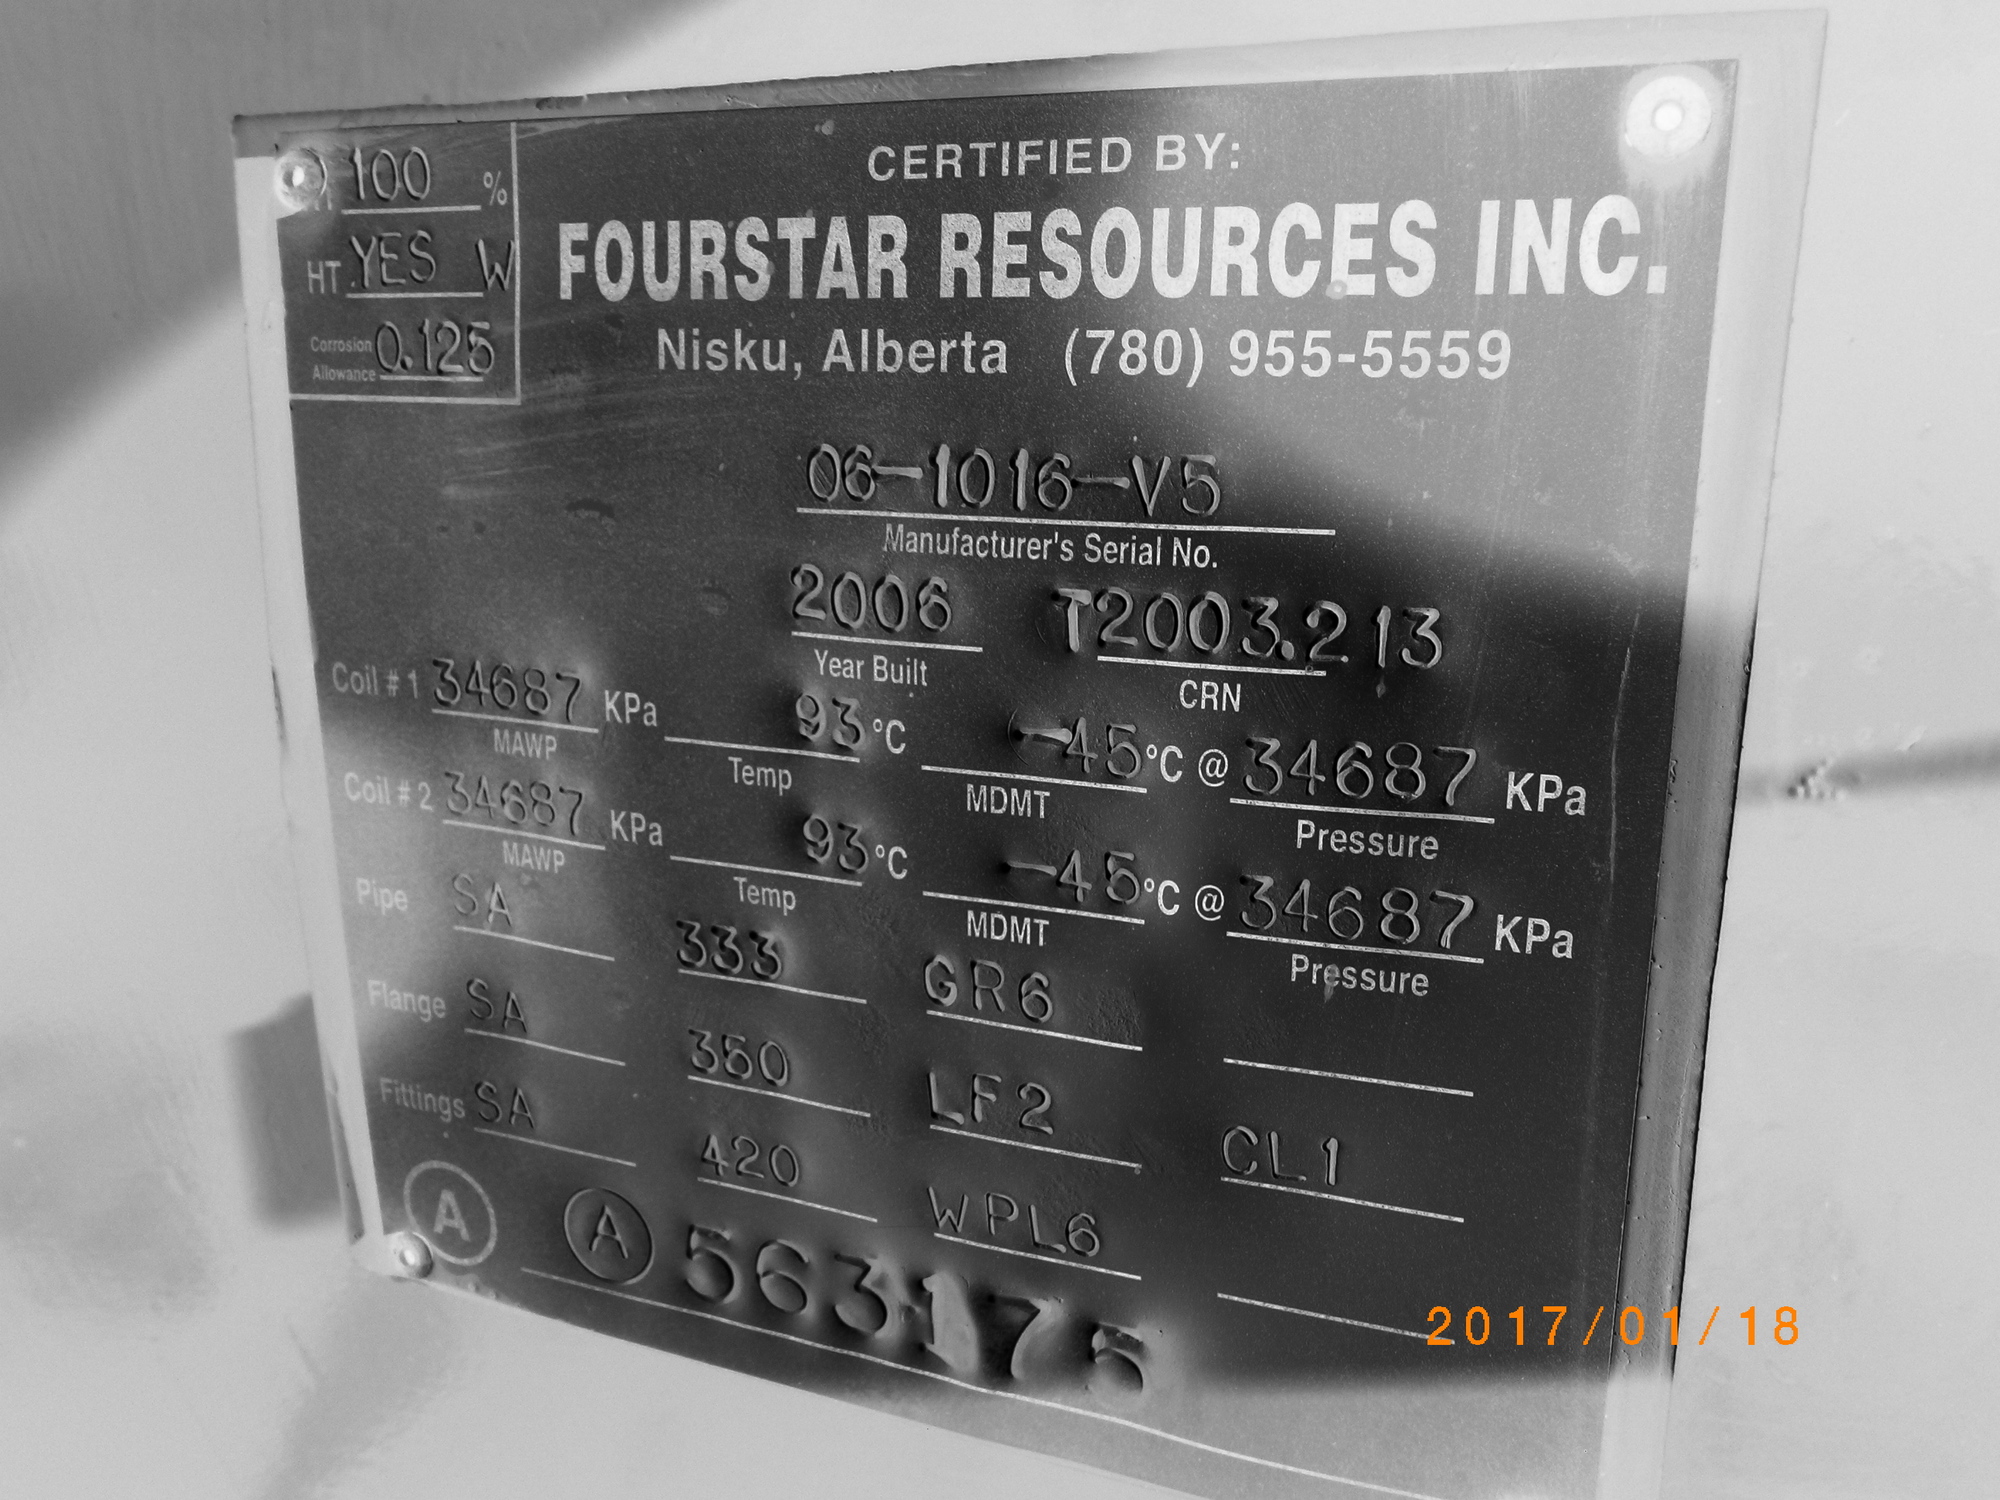 100 %
HT YES W
Corrosion Allowance 0.125
CERTIFIED BY:
FOURSTAR RESOURCES INC.
Nisku, Alberta (780) 955-5559
06-1016-V5
Manufacturer's Serial No.
2006 T2003.213
Year Built CRN
Coil # 1 34687 KPa 93 °C -45 °C @ 34687 KPa
MAWP Temp MDMT Pressure
Coil # 2 34687 KPa 93 °C -45 °C @ 34687 KPa
MAWP Temp MDMT Pressure
Pipe SA 333 GR6
Flange SA 350 LF2 CL1
Fittings SA 420 WPL6
A A 563175
2017/01/18